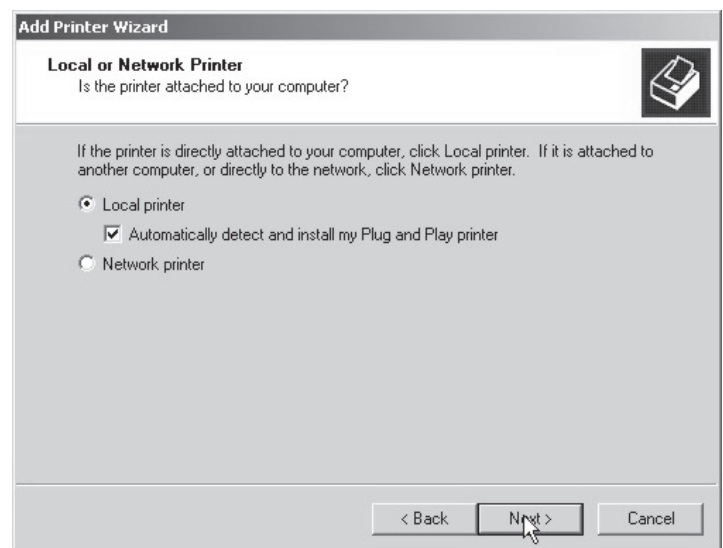 Add Printer Wizard
Local or Network Printer
Is the printer attached to your computer?
If the printer is directly attached to your computer, click Local printer. If it is attached to
another computer, or directly to the network, click Network printer.
Local printer
Automatically detect and install my Plug and Play printer
Network printer
< Back
Next >
Cancel